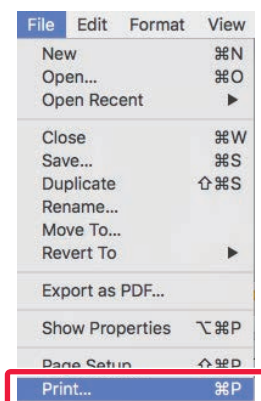 File Edit Format View
New ⌘N
Open... ⌘O
Open Recent ▶
Close ⌘W
Save... ⌘S
Duplicate ⇧⌘S
Rename...
Move To...
Revert To ▶
Export as PDF...
Show Properties ⌥⌘P
Page Setup ⇧⌘P
Print... ⌘P